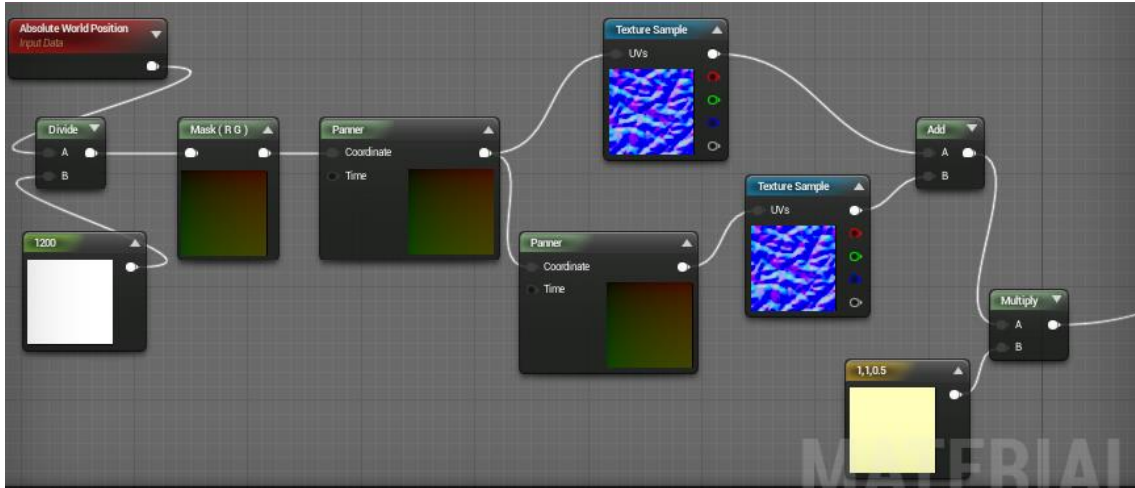 Absolute World Position
Input Data
Divide
A
B
1200
Mask ( R G )
Panner
Coordinate
Time
Panner
Coordinate
Time
Texture Sample
UVs
Texture Sample
UVs
Add
A
B
1,1,0.5
Multiply
A
B
MATERIAL